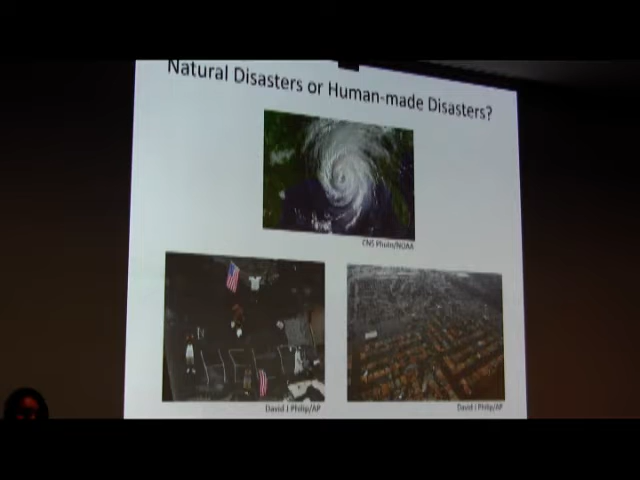 Natural Disasters or Human-made Disasters?
CNS Photo/NOAA
David J Philip/AP
David J Philip/AP